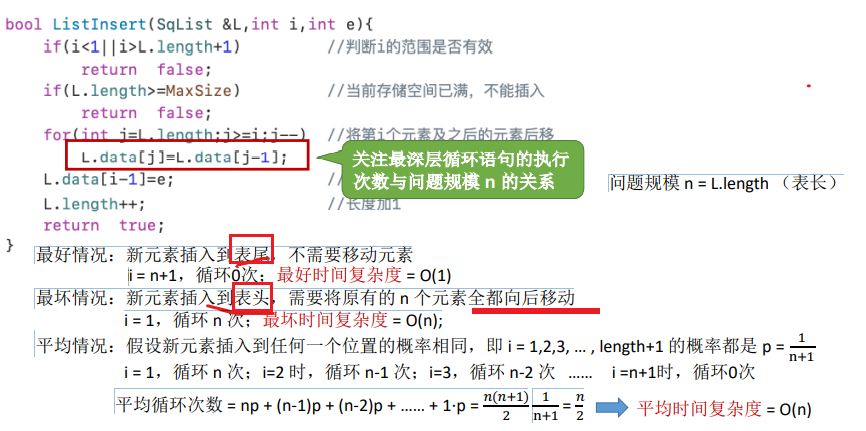 bool ListInsert(SqList &L,int i,int e){
if(i<1||i>L.length+1) //判断i的范围是否有效
return false;
if(L.length>=MaxSize) //当前存储空间已满，不能插入
return false;
for(int j=L.length;j>=i;j--) //将第i个元素及之后的元素后移
L.data[j]=L.data[j-1];
关注最深层循环语句的执行
次数与问题规模 n 的关系
L.data[i-1]=e; //
问题规模 n = L.length （表长）
L.length++; //长度加1
return true;
}
最好情况：新元素插入到表尾，不需要移动元素
i = n+1，循环0次；最好时间复杂度 = O(1)
最坏情况：新元素插入到表头，需要将原有的 n 个元素全都向后移动
i = 1，循环 n 次；最坏时间复杂度 = O(n);
平均情况：假设新元素插入到任何一个位置的概率相同，即 i = 1,2,3, … , length+1 的概率都是 p = 1/(n+1)
i = 1，循环 n 次；i=2 时，循环 n-1 次；i=3，循环 n-2 次 …… i =n+1时，循环0次
平均循环次数 = np + (n-1)p + (n-2)p + …… + 1·p = n(n+1)/2 1/(n+1) = n/2 平均时间复杂度 = O(n)